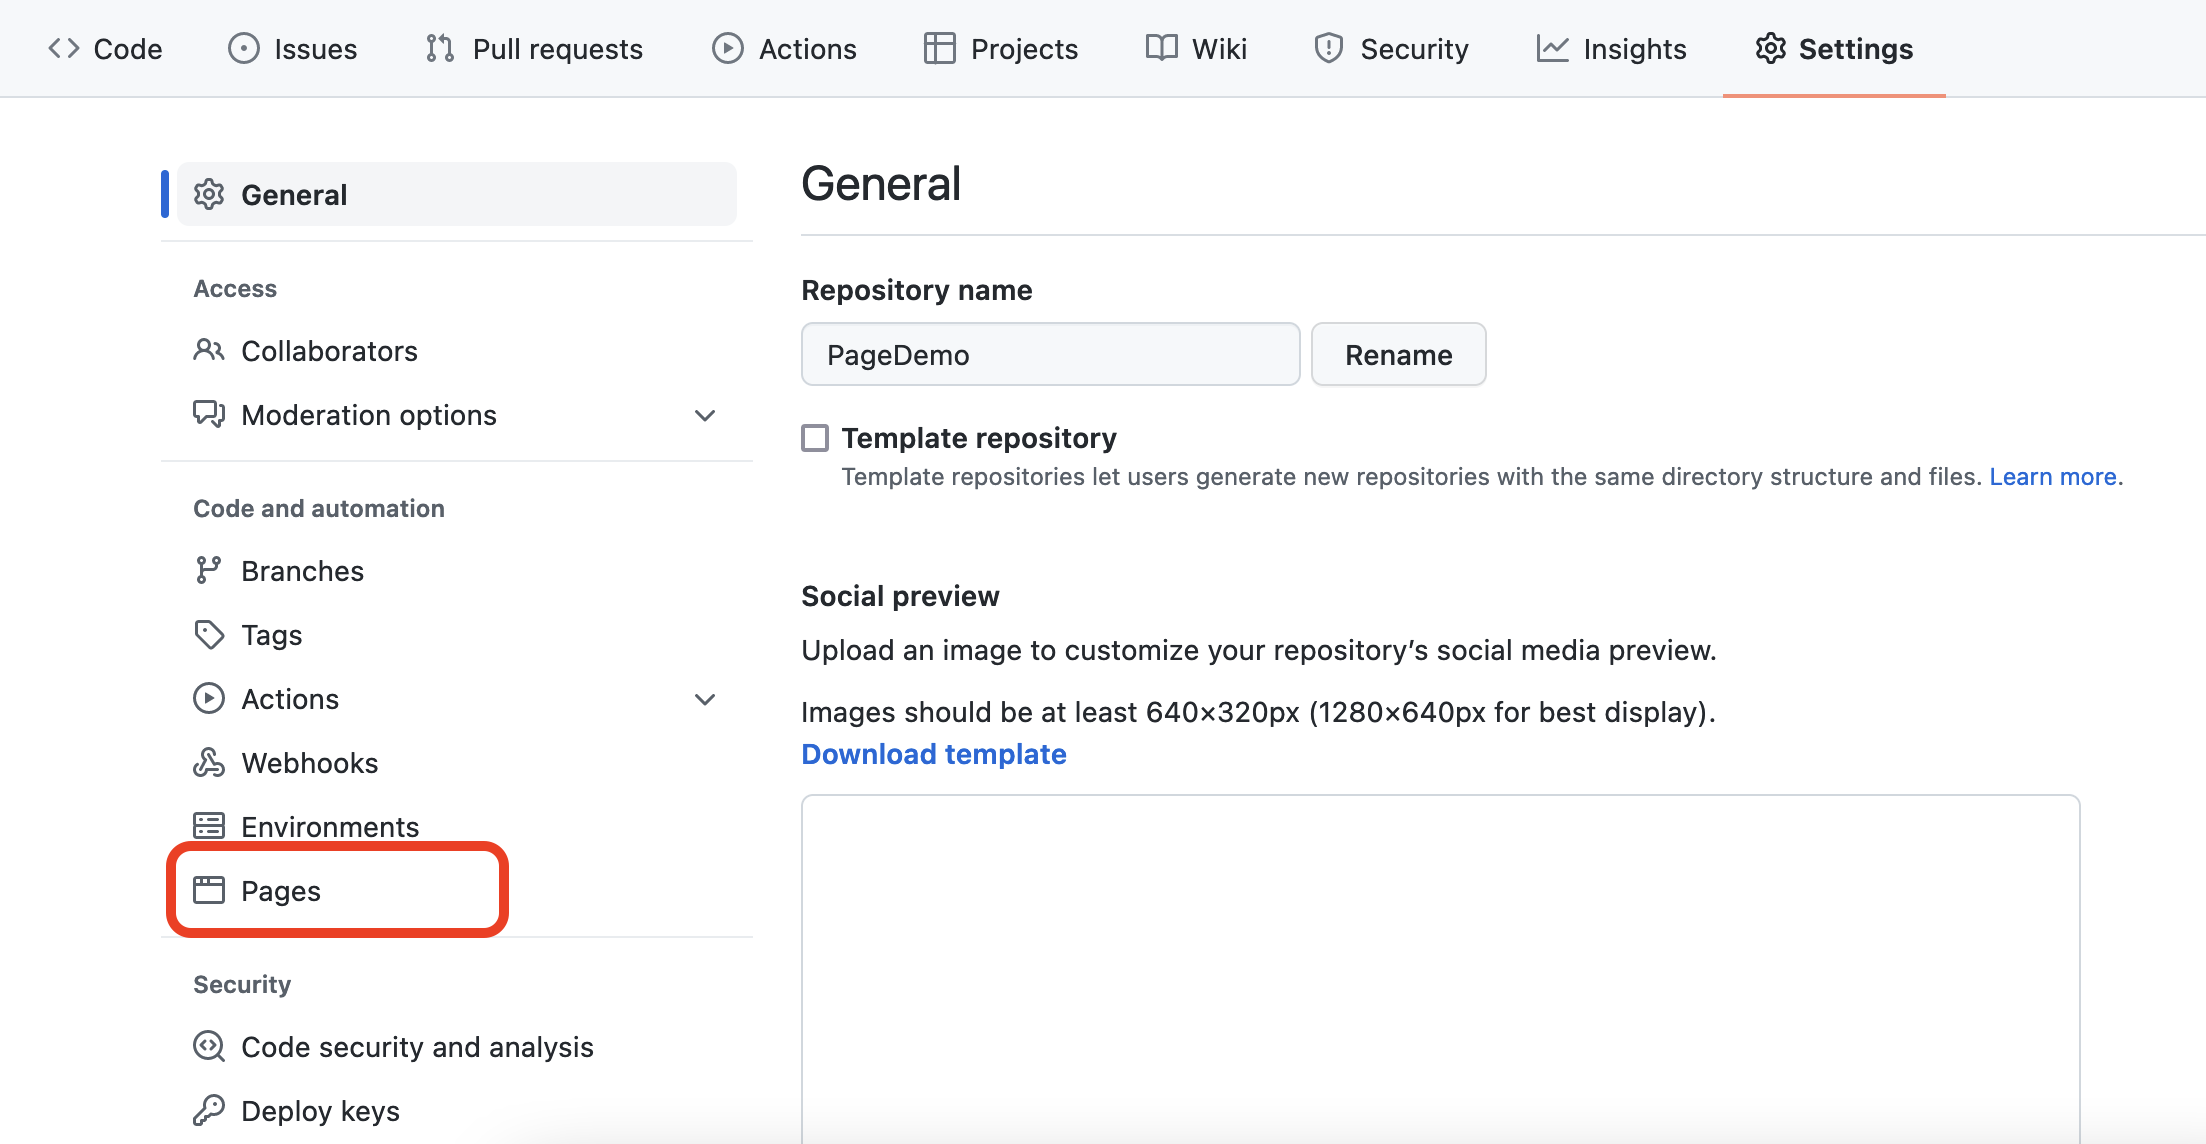 Code Issues Pull requests Actions Projects Wiki Security Insights Settings
General
Access
Collaborators
Moderation options
Code and automation
Branches
Tags
Actions
Webhooks
Environments
Pages
Security
Code security and analysis
Deploy keys
General
Repository name
PageDemo Rename
Template repository
Template repositories let users generate new repositories with the same directory structure and files. Learn more.
Social preview
Upload an image to customize your repository’s social media preview.
Images should be at least 640×320px (1280×640px for best display).
Download template